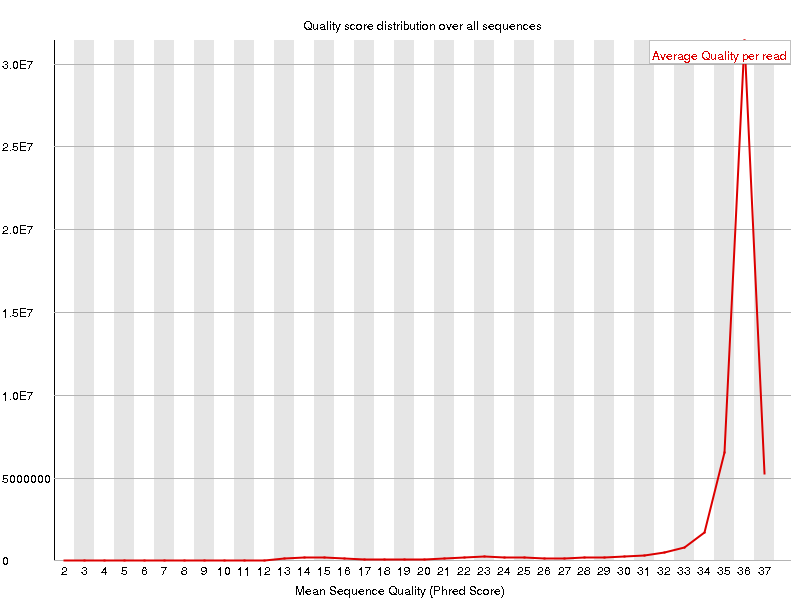 Quality score distribution over all sequences
Average Quality per read
3.0E7
2.5E7
2.0E7
1.5E7
1.0E7
5000000
0
2 3 4 5 6 7 8 9 10 11 12 13 14 15 16 17 18 19 20 21 22 23 24 25 26 27 28 29 30 31 32 33 34 35 36 37
Mean Sequence Quality (Phred Score)